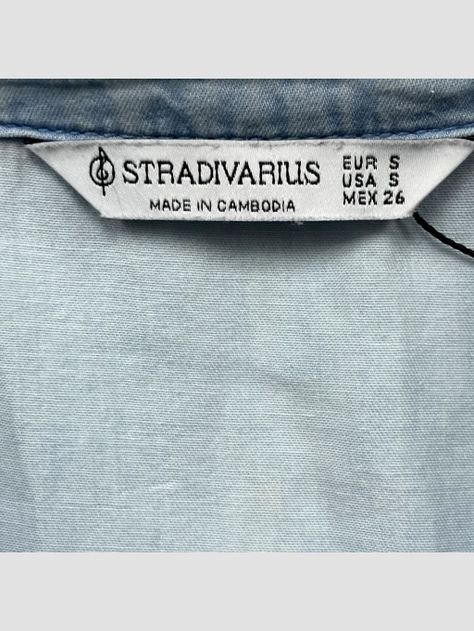 STRADIVARIUS
MADE IN CAMBODIA
EUR S
USA S
MEX 26